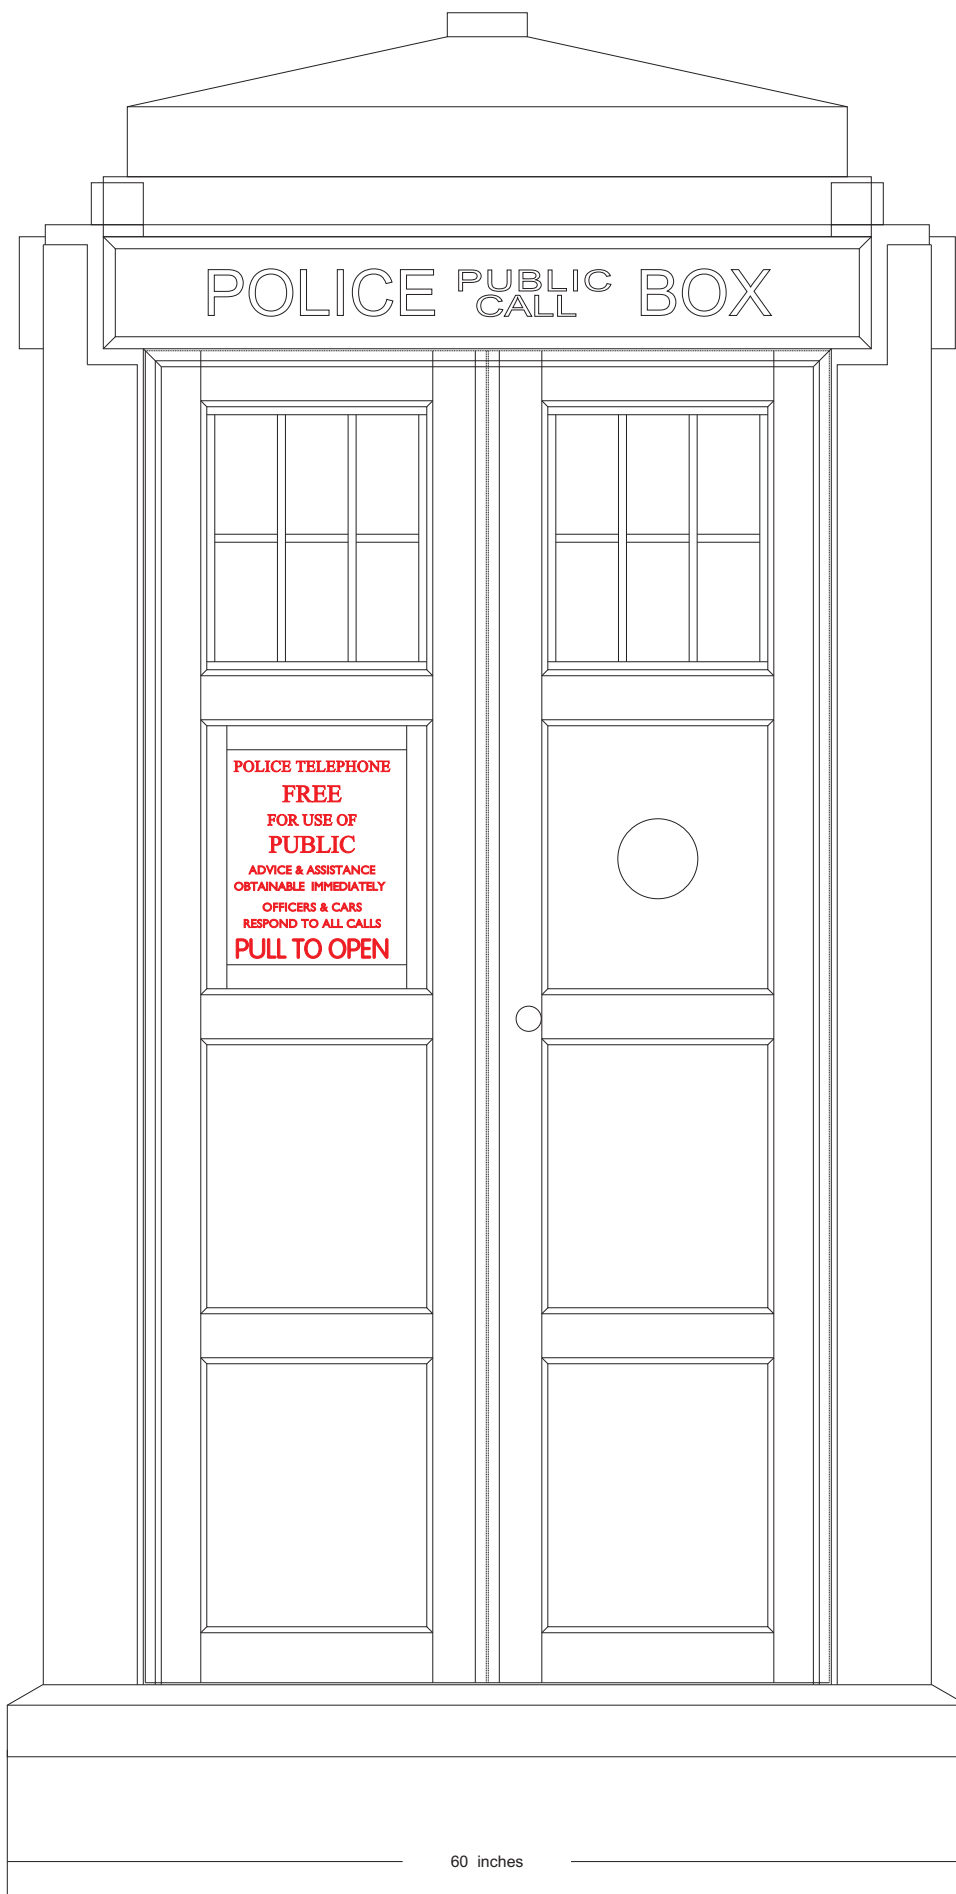 POLICE PUBLIC CALL BOX
POLICE TELEPHONE
FREE
FOR USE OF
PUBLIC
ADVICE & ASSISTANCE
OBTAINABLE IMMEDIATELY
OFFICERS & CARS
RESPOND TO ALL CALLS
PULL TO OPEN
60 inches